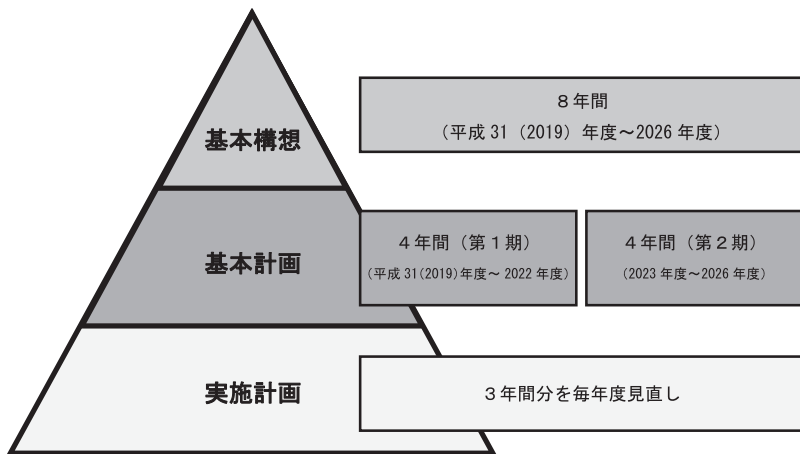 基本構想
８年間
（平成 31（2019）年度～2026 年度）
基本計画
４年間（第１期）
（平成 31（2019）年度～ 2022 年度）
４年間（第２期）
（2023 年度～2026 年度）
実施計画
３年間分を毎年度見直し